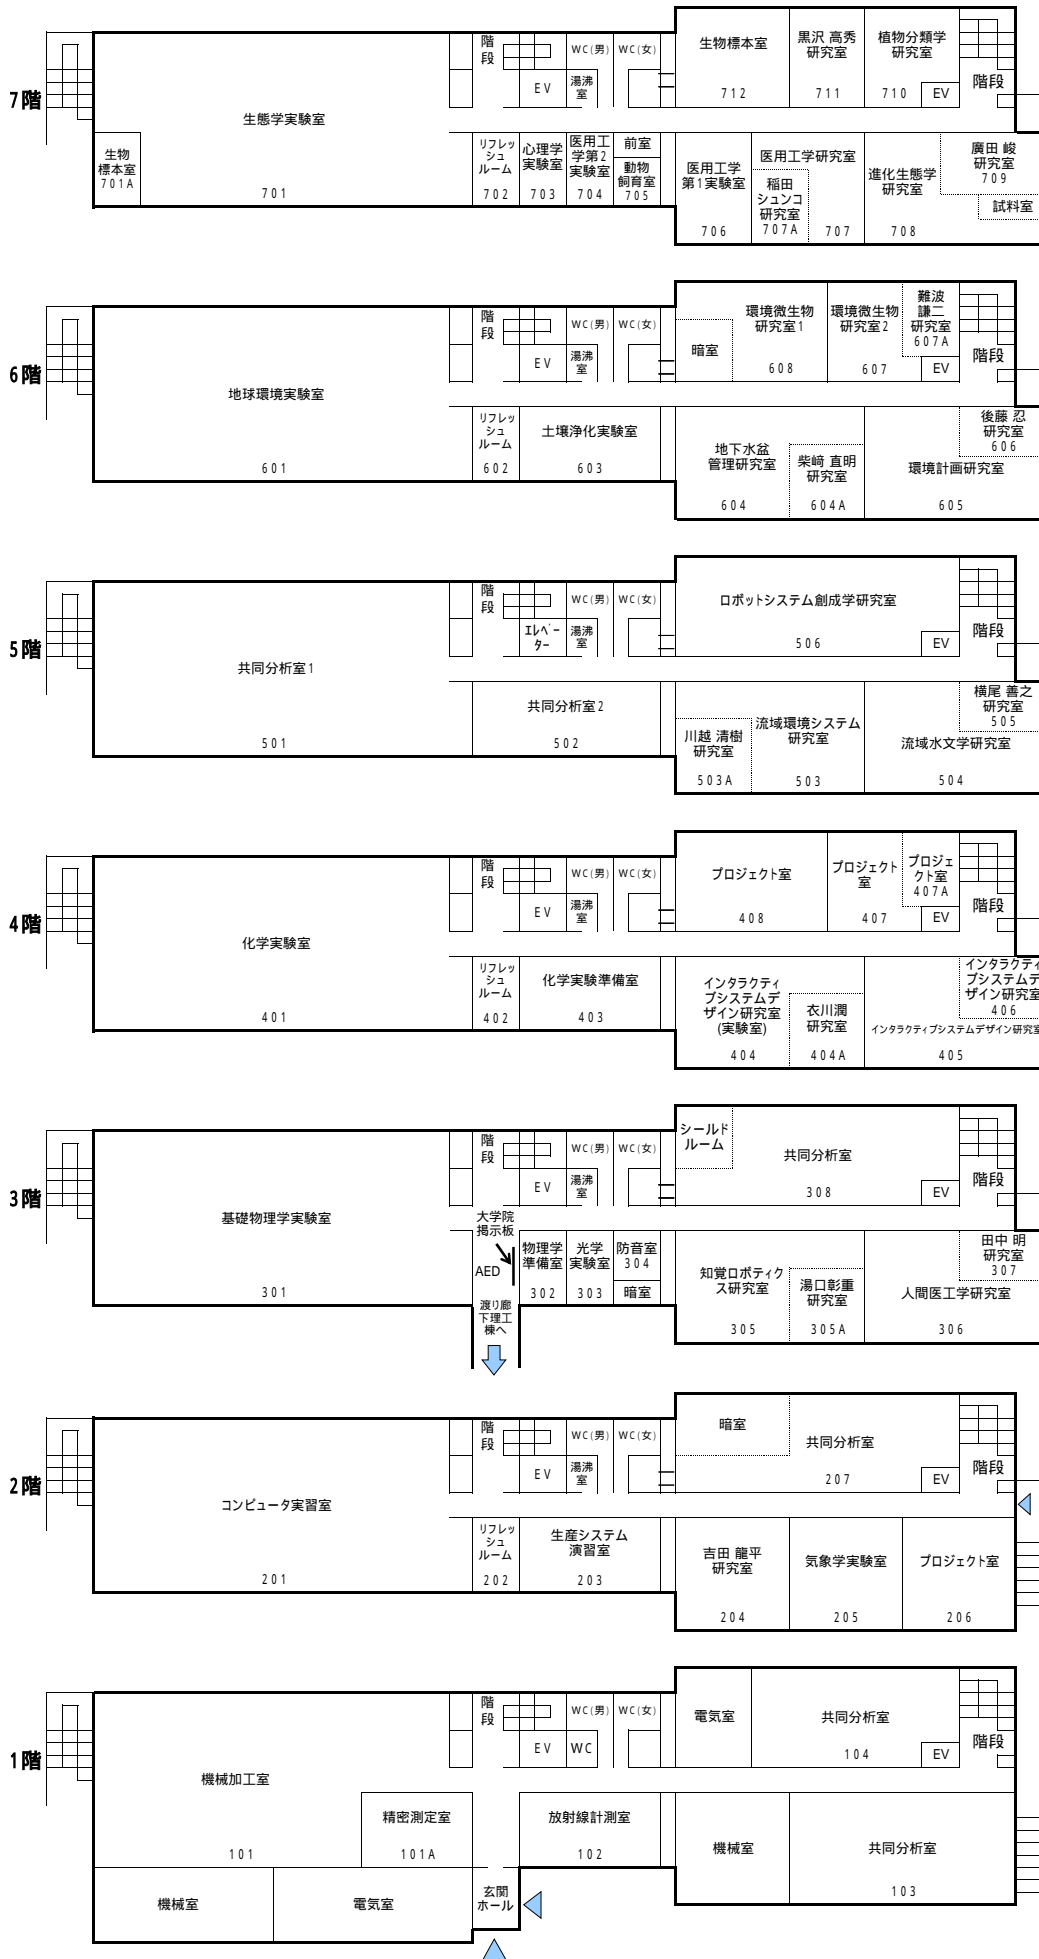 7階
階
段
WC(男)
WC(女)
EV
湯沸
室
生物標本室
712
黒沢 高秀
研究室
711
植物分類学
研究室
710
EV
階段
生態学実験室
701
生物
標本室
701A
リフレッ
シュ
ルーム
702
心理学
実験室
703
医用工
学第2
実験室
704
前室
動物
飼育室
705
医用工学
第1実験室
706
医用工学研究室
稲田
シュンコ
研究室
707A
707
進化生態学
研究室
708
廣田 峻
研究室
709
試料室
6階
階
段
WC(男)
WC(女)
EV
湯沸
室
暗室
環境微生物
研究室1
608
環境微生物
研究室2
607
難波
謙二
研究室
607A
EV
階段
地球環境実験室
601
リフレッ
シュ
ルーム
602
土壌浄化実験室
603
地下水盆
管理研究室
604
柴崎 直明
研究室
604A
後藤 忍
研究室
606
環境計画研究室
605
5階
階
段
WC(男)
WC(女)
エレベー
ター
湯沸
室
ロボットシステム創成学研究室
506
EV
階段
共同分析室1
501
共同分析室2
502
川越 清樹
研究室
503A
流域環境システム
研究室
503
横尾 善之
研究室
505
流域水文学研究室
504
4階
階
段
WC(男)
WC(女)
EV
湯沸
室
プロジェクト室
408
プロジェクト
室
407
プロジェ
クト室
407A
EV
階段
化学実験室
401
リフレッ
シュ
ルーム
402
化学実験準備室
403
インタラクティ
ブシステムデ
ザイン研究室
(実験室)
404
衣川潤
研究室
404A
インタラクティ
ブシステムデ
ザイン研究室
406
インタラクティブシステムデザイン研究室
405
3階
階
段
WC(男)
WC(女)
EV
湯沸
室
シールド
ルーム
共同分析室
308
EV
階段
基礎物理学実験室
301
大学院
掲示板
AED
渡り廊
下理工
棟へ
物理学
準備室
302
光学
実験室
303
防音室
304
暗室
知覚ロボティク
ス研究室
305
湯口彰重
研究室
305A
田中 明
研究室
307
人間医工学研究室
306
2階
階
段
WC(男)
WC(女)
EV
湯沸
室
暗室
共同分析室
207
EV
階段
コンピュータ実習室
201
リフレッ
シュ
ルーム
202
生産システム
演習室
203
吉田 龍平
研究室
204
気象学実験室
205
プロジェクト室
206
1階
階
段
WC(男)
WC(女)
EV
WC
電気室
共同分析室
104
EV
階段
機械加工室
101
精密測定室
101A
放射線計測室
102
機械室
共同分析室
103
機械室
電気室
玄関
ホール